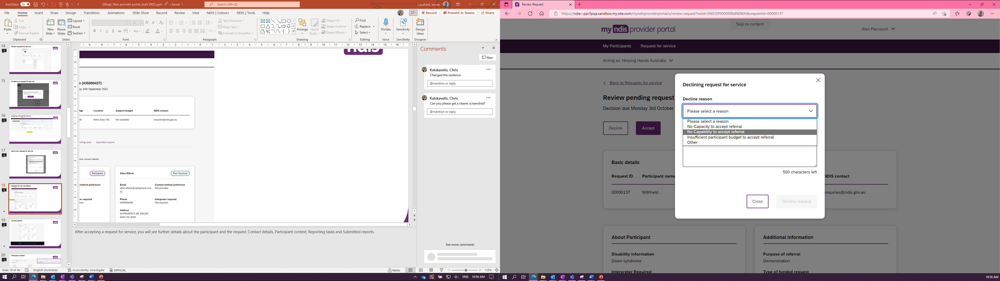 AutoSave On
28Sept_New provider portal_draft (002).pptx • Saved
Search (Alt+Q)
Caulfield, James
File Home Insert Draw Design Transitions Animations Slide Show Record Review View NDIS | Colours NDIS | Tools Help
Record Present in Teams Share
Paste
Cut
Copy
Format Painter
New Slide
Reuse Slides
Layout
Reset
Section
12
Text Direction
Align Text
Convert to SmartArt
Arrange
Quick Styles
Shape Fill
Shape Outline
Shape Effects
Find
Replace
Select
Dictate
Sensitivity
Design Ideas
Clipboard Slides Font Paragraph Drawing Editing Voice Sensitivity Designer
14
1
Review request for service
ndis
15
Accepting a request for service
ndis
16
5
Accepting a request for service
ndis
17
2
Declining a request for service
ndis
18
2
Request for service details
ndis
19
2
Contact details
ndis
20
1
Participant context
ndis
e (435000437)
ay 14th September 2022
Age Location Support budget NDIS contact
26 Keilor East, VIC Not available enquiries@ndis.gov.au
orting tasks Submitted reports
tive contact details.
Participant
method preference
ter required
ired.
Afton Effertz Plan Nominee
Email Contact method preference
afton.effertz@ndispprtest.com. Not provided
au
Phone Interpreter required
0400000000 Not required.
Address
54 PROSPECT DR, KEILOR
EAST VIC 3033
After accepting a request for service, you will see further details about the participant and the request. Contact details, Participant context, Reporting tasks and Submitted reports.
Comments
New
Katskavelis, Chris
Changed the sentence
@mention or reply
Katskavelis, Chris
Can you please get a clearer screenshot?
@mention or reply
See more comments
Slide 18 of 46 English (Australia) Accessibility: Investigate OFFICIAL Notes 125%
ENG 10:56 AM
Review Request
https://ndia--ppr3pqa.sandbox.my.site.com/myndisproviderportal/s/review-request?woId=0WO5P0000008dN0WAI&requestId=00000137
my ndis provider portal
Skip to content
Alex Paccount
My Participants Request for service
Acting as: Helping Hands Australia
Back to Requests for service
Review pending request
Decision due Monday 3rd October
Decline Accept
Basic details
Request ID Participant name NDIS contact
00000137 Withheld enquiries@ndis.gov.au
About Participant
Disability information
Down syndrome
Interpreter Required
Additional information
Purpose of referral
Demonstration
Type of funded request
Declining request for service
Decline reason
Please select a reason
Please select a reason
No Capacity to accept referral
No Capability to accept referral
Insufficient participant budget to accept referral
Other
500 characters left
Close Decline request
10:56 AM